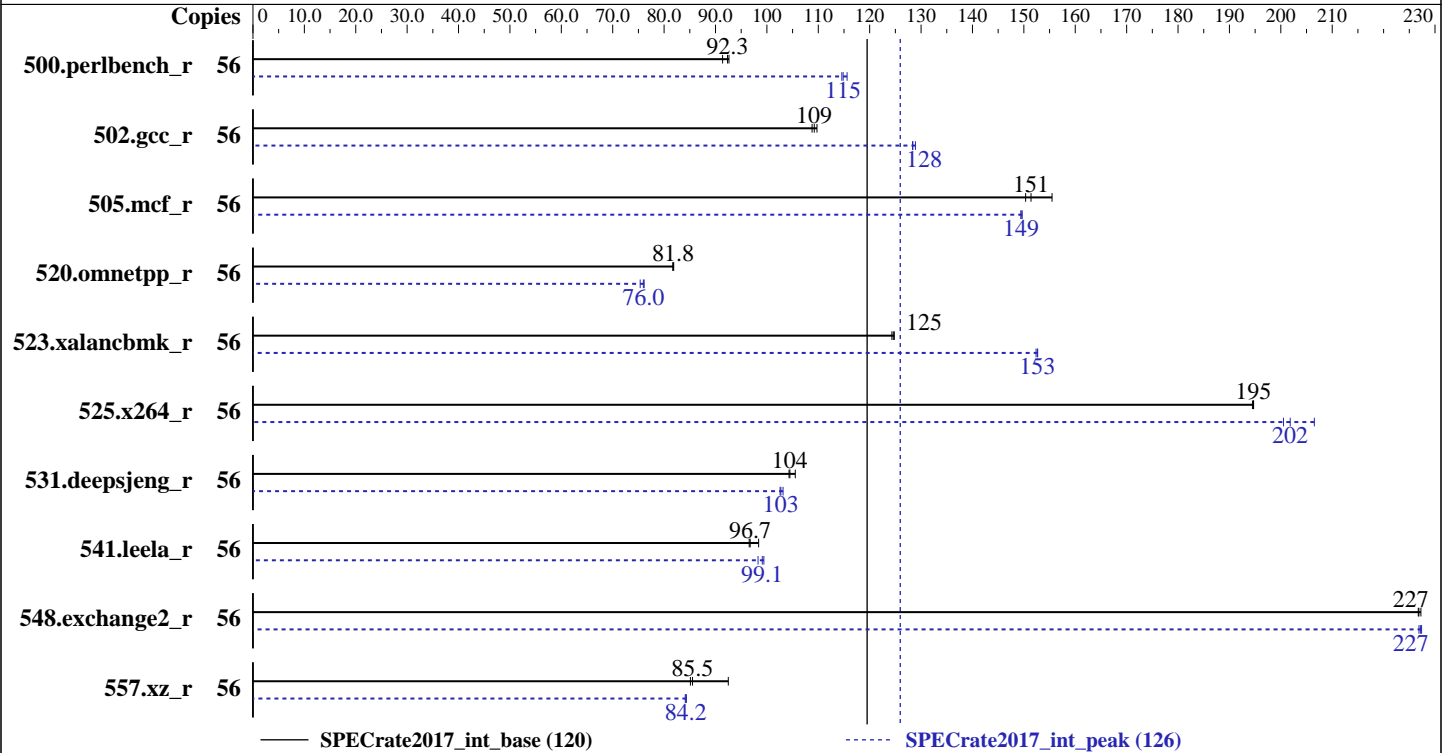 Copies 0 10.0 20.0 30.0 40.0 50.0 60.0 70.0 80.0 90.0 100 110 120 130 140 150 160 170 180 190 200 210 230
92.3
500.perlbench_r 56
115
109
502.gcc_r 56
128
151
505.mcf_r 56
149
81.8
520.omnetpp_r 56
76.0
125
523.xalancbmk_r 56
153
195
525.x264_r 56
202
104
531.deepsjeng_r 56
103
96.7
541.leela_r 56
99.1
227
548.exchange2_r 56
227
85.5
557.xz_r 56
84.2
SPECrate2017_int_base (120) SPECrate2017_int_peak (126)